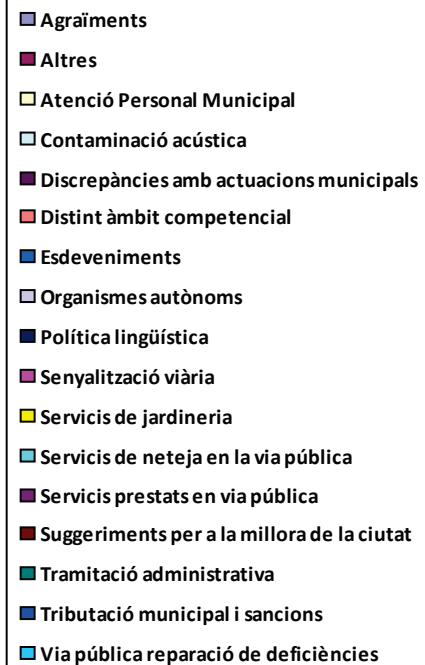 Agraïments
Altres
Atenció Personal Municipal
Contaminació acústica
Discrepàncies amb actuacions municipals
Distint àmbit competencial
Esdeveniments
Organismes autònoms
Política lingüística
Senyalització viària
Servicis de jardineria
Servicis de neteja en la via pública
Servicis prestats en via pública
Suggeriments per a la millora de la ciutat
Tramitació administrativa
Tributació municipal i sancions
Via pública reparació de deficiències